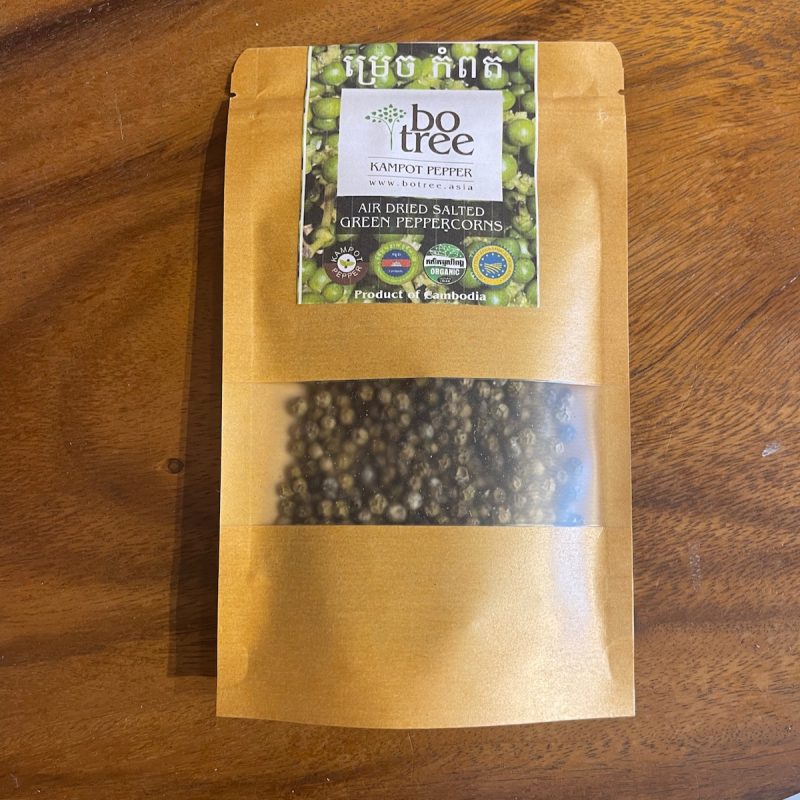 ម្រេច កំពត
bo
tree
KAMPOT PEPPER
www.botree.asia
AIR DRIED SALTED
GREEN PEPPERCORNS
KAMPOT
PEPPER
ORGANIC
Product of Cambodia